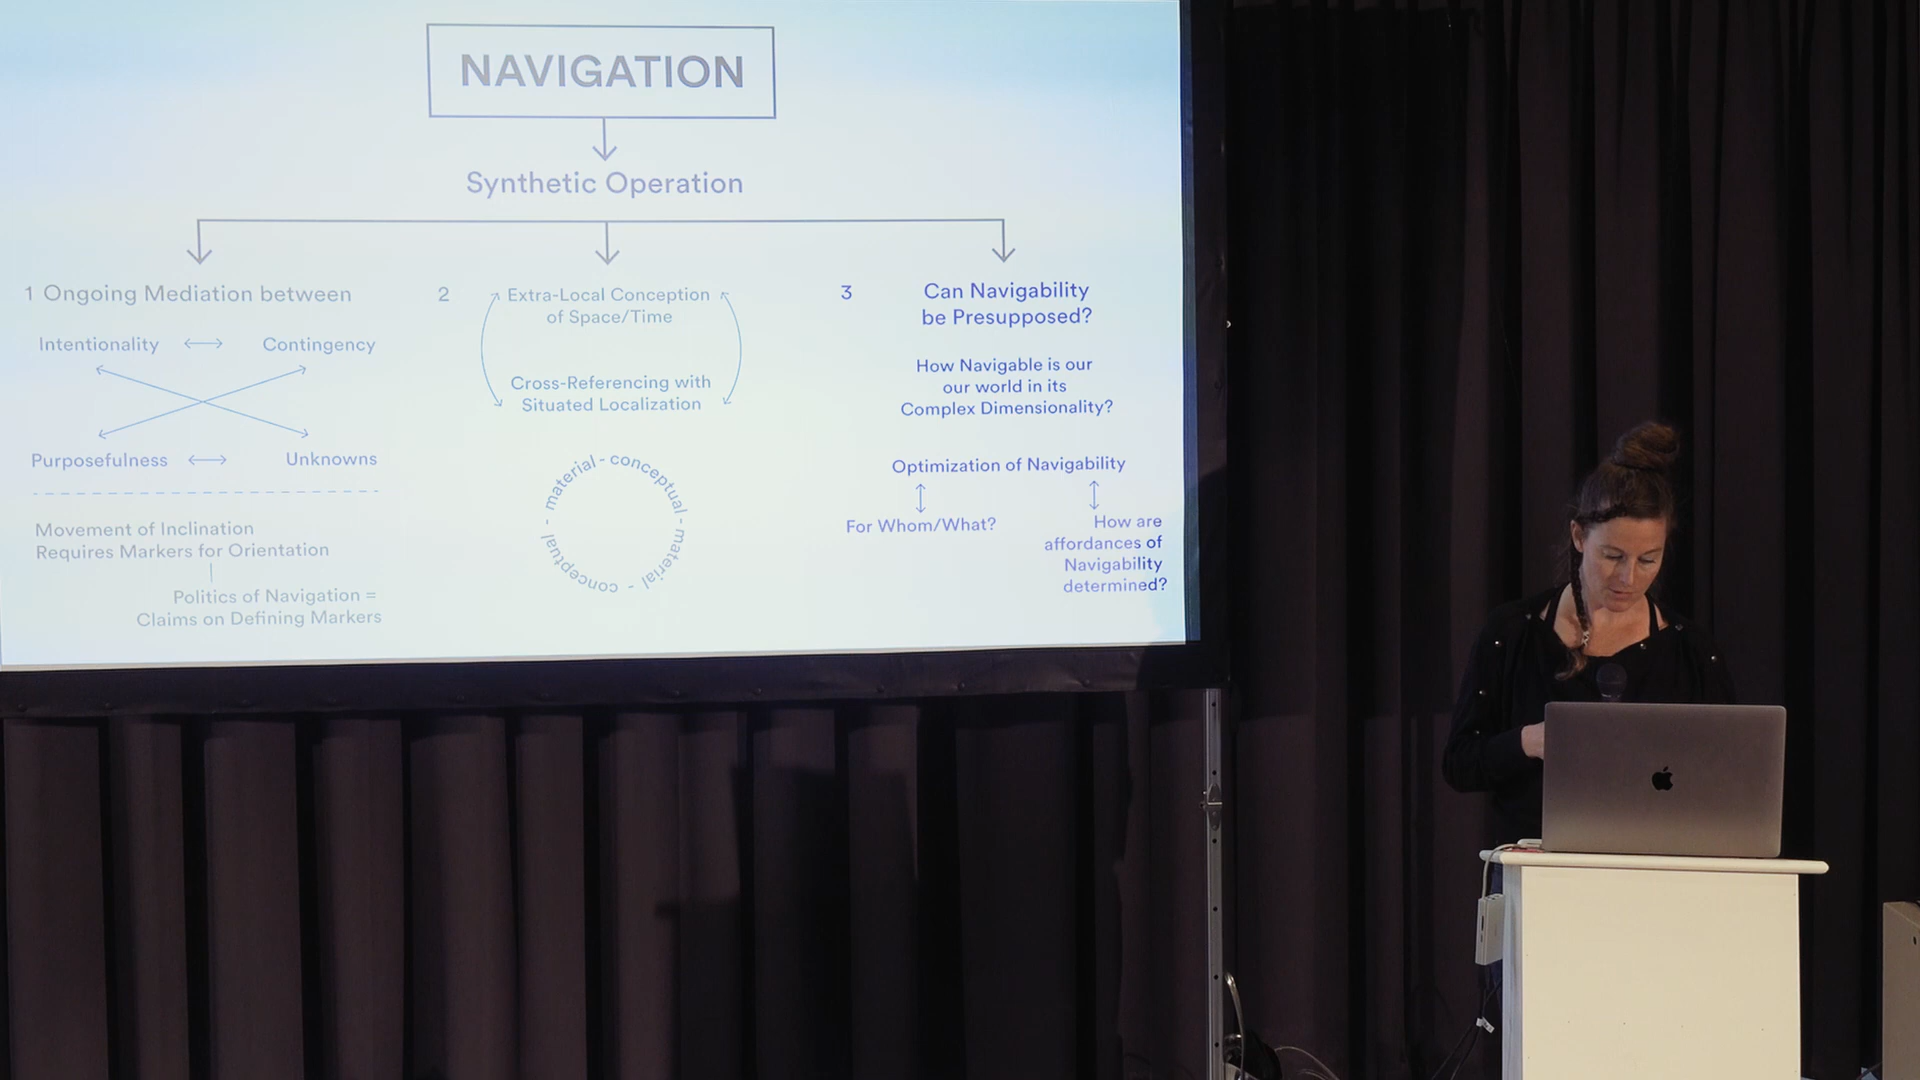 NAVIGATION
Synthetic Operation
1 Ongoing Mediation between
Intentionality
Contingency
Purposefulness
Unknowns
Movement of Inclination
Requires Markers for Orientation
Politics of Navigation =
Claims on Defining Markers
2
Extra-Local Conception
of Space/Time
Cross-Referencing with
Situated Localization
material - conceptual - material - conceptual -
3
Can Navigability
be Presupposed?
How Navigable is our
our world in its
Complex Dimensionality?
Optimization of Navigability
For Whom/What?
How are
affordances of
Navigability
determined?